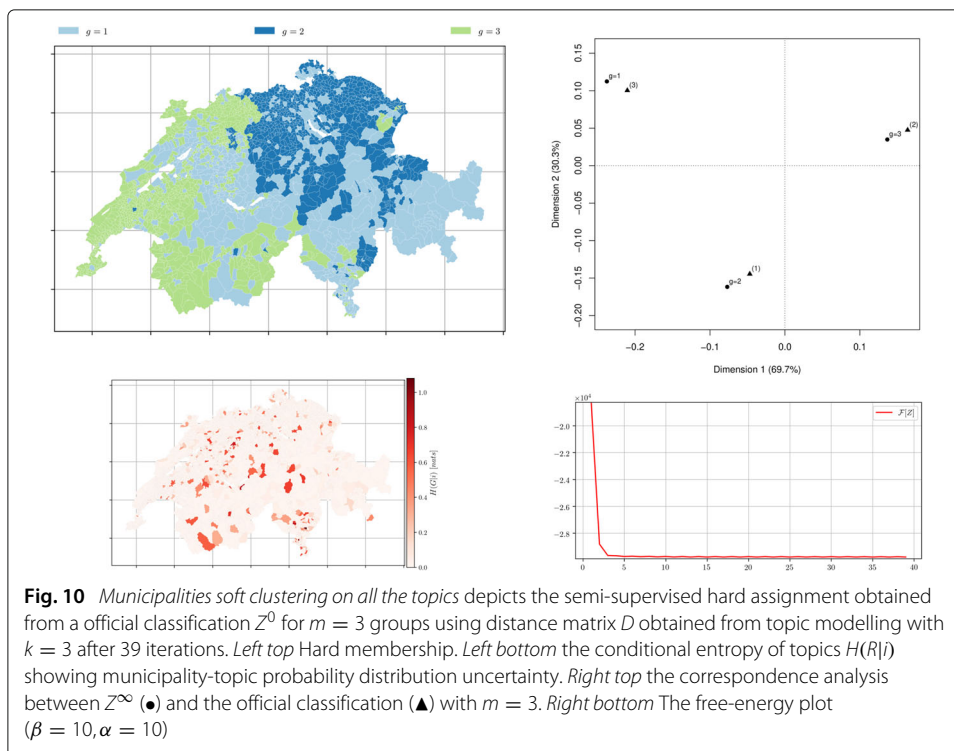 g = 1 g = 2 g = 3
0.15
0.10
0.05
0.00
−0.05
−0.10
−0.15
−0.20
Dimension 2 (30.3%)
g=1
(3)
(2)
g=3
(1)
g=2
−0.2 −0.1 0.0 0.1
Dimension 1 (69.7%)
1.0
0.8
0.6
0.4
0.2
0.0
H(G|i) [nats]
×10⁴
−2.0
−2.2
−2.4
−2.6
−2.8
F[Z]
0 5 10 15 20 25 30 35 40
Fig. 10 Municipalities soft clustering on all the topics depicts the semi-supervised hard assignment obtained
from a official classification Z⁰ for m = 3 groups using distance matrix D obtained from topic modelling with
k = 3 after 39 iterations. Left top Hard membership. Left bottom the conditional entropy of topics H(R|i)
showing municipality-topic probability distribution uncertainty. Right top the correspondence analysis
between Z∞ (●) and the official classification (▲) with m = 3. Right bottom The free-energy plot
(β = 10, α = 10)